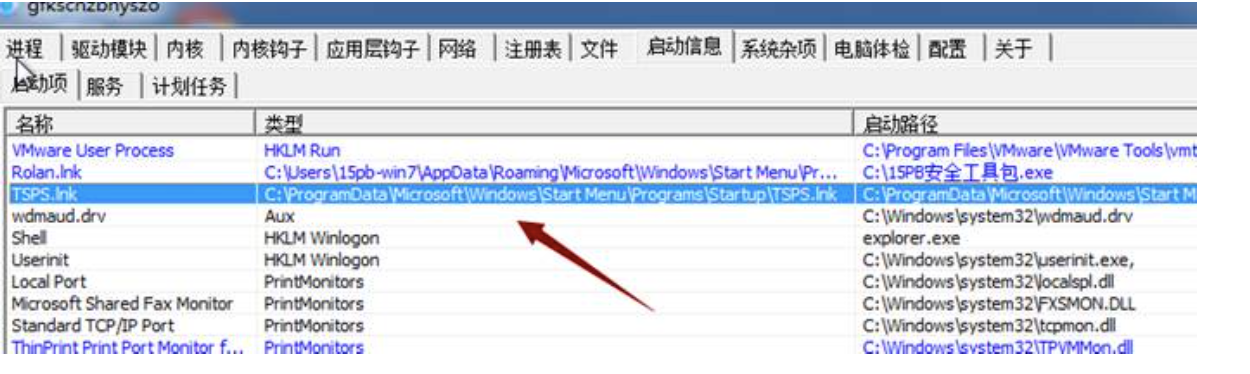 gfkschzbhyszo
进程 驱动模块 内核 内核钩子 应用层钩子 网络 注册表 文件 启动信息 系统杂项 电脑体检 配置 关于
启动项 服务 计划任务
名称 类型 启动路径
VMware User Process HKLM Run C:\Program Files\VMware\VMware Tools\vmt
Rolan.lnk C:\Users\15pb-win7\AppData\Roaming\Microsoft\Windows\Start Menu\Pr... C:\15PB安全工具包.exe
TSPS.lnk C:\ProgramData\Microsoft\Windows\Start Menu\Programs\Startup\TSPS.lnk C:\ProgramData\Microsoft\Windows\Start M
wdmaud.drv Aux C:\Windows\system32\wdmaud.drv
Shell HKLM Winlogon explorer.exe
Userinit HKLM Winlogon C:\Windows\system32\userinit.exe,
Local Port PrintMonitors C:\Windows\system32\localspl.dll
Microsoft Shared Fax Monitor PrintMonitors C:\Windows\system32\FXSMON.DLL
Standard TCP/IP Port PrintMonitors C:\Windows\system32\tcpmon.dll
ThinPrint Print Port Monitor f... PrintMonitors C:\Windows\system32\TPVMMon.dll